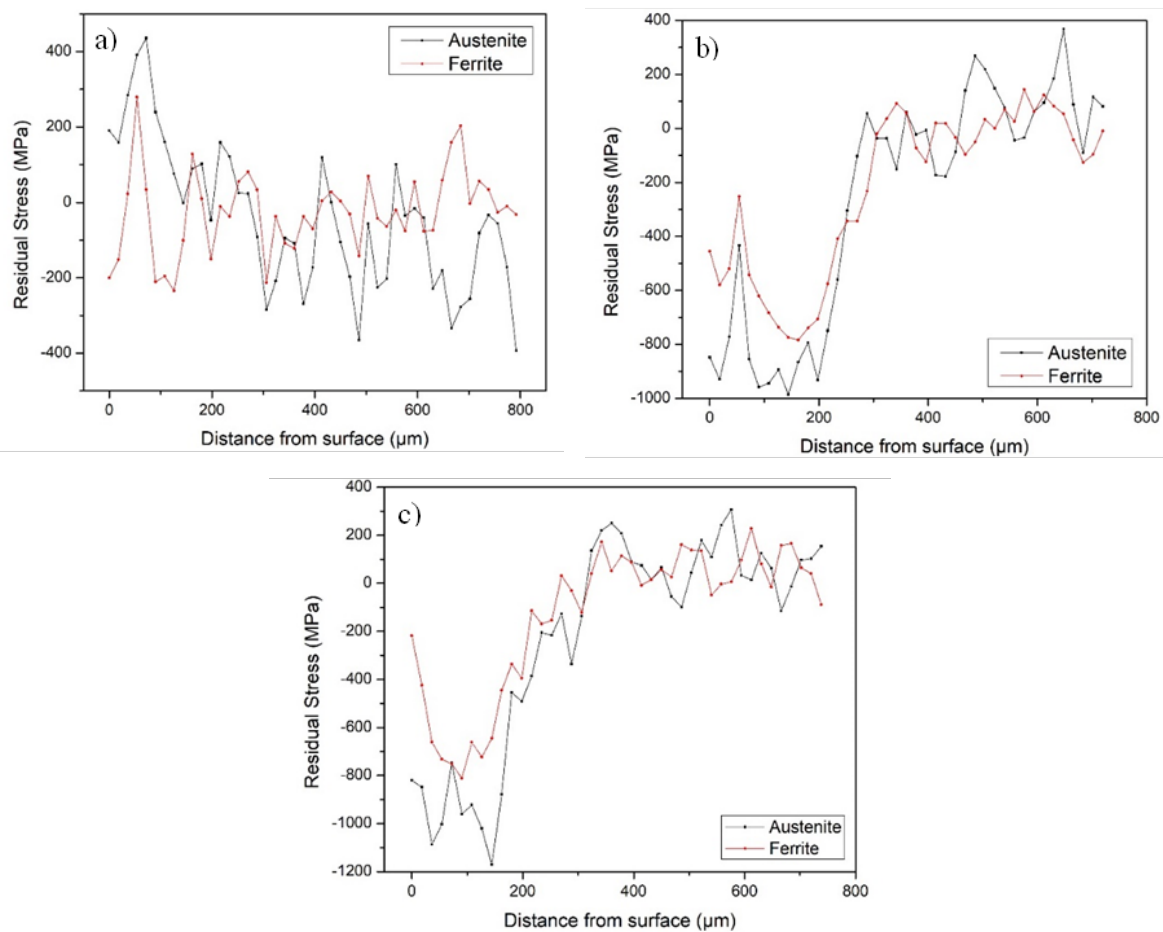 a)
Austenite
Ferrite
400
200
0
-200
-400
Residual Stress (MPa)
0 200 400 600 800
Distance from surface (µm)
b)
400
200
0
-200
-400
-600
-800
-1000
Residual Stress (MPa)
Austenite
Ferrite
0 200 400 600 800
Distance from surface (µm)
c)
400
200
0
-200
-400
-600
-800
-1000
-1200
Residual Stress (MPa)
Austenite
Ferrite
0 200 400 600 800
Distance from surface (µm)